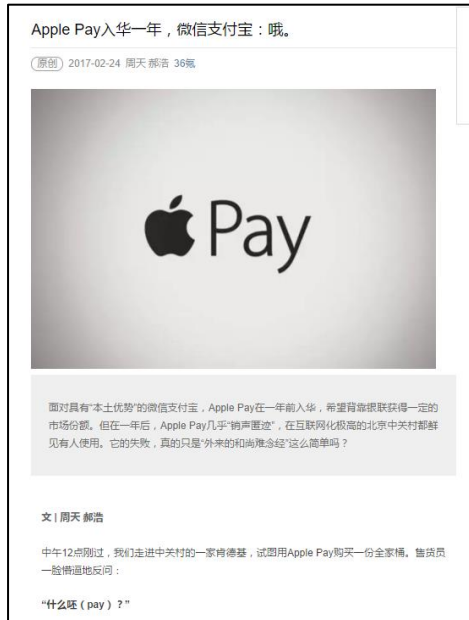 Apple Pay入华一年，微信支付宝：哦。
原创 2017-02-24 周天 郝浩 36氪
Pay
面对具有“本土优势”的微信支付宝，Apple Pay在一年前入华，希望背靠银联获得一定的
市场份额。但在一年后，Apple Pay几乎“销声匿迹”，在互联网化极高的北京中关村都鲜
见有人使用。它的失败，真的只是“外来的和尚难念经”这么简单吗？
文 | 周天 郝浩
中午12点刚过，我们走进中关村的一家肯德基，试图用Apple Pay购买一份全家桶。售货员
一脸懵逼地反问：
“什么呸（pay）？”